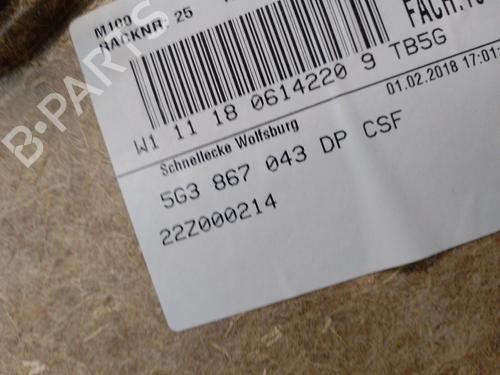 M100
RACKNR: 25
FACH:
W1 11 18 0614220 9 TB5G
Schnellecke Wolfsburg
01.02.2018 17:01
5G3 867 043 DP CSF
22Z000214
B-PARTS